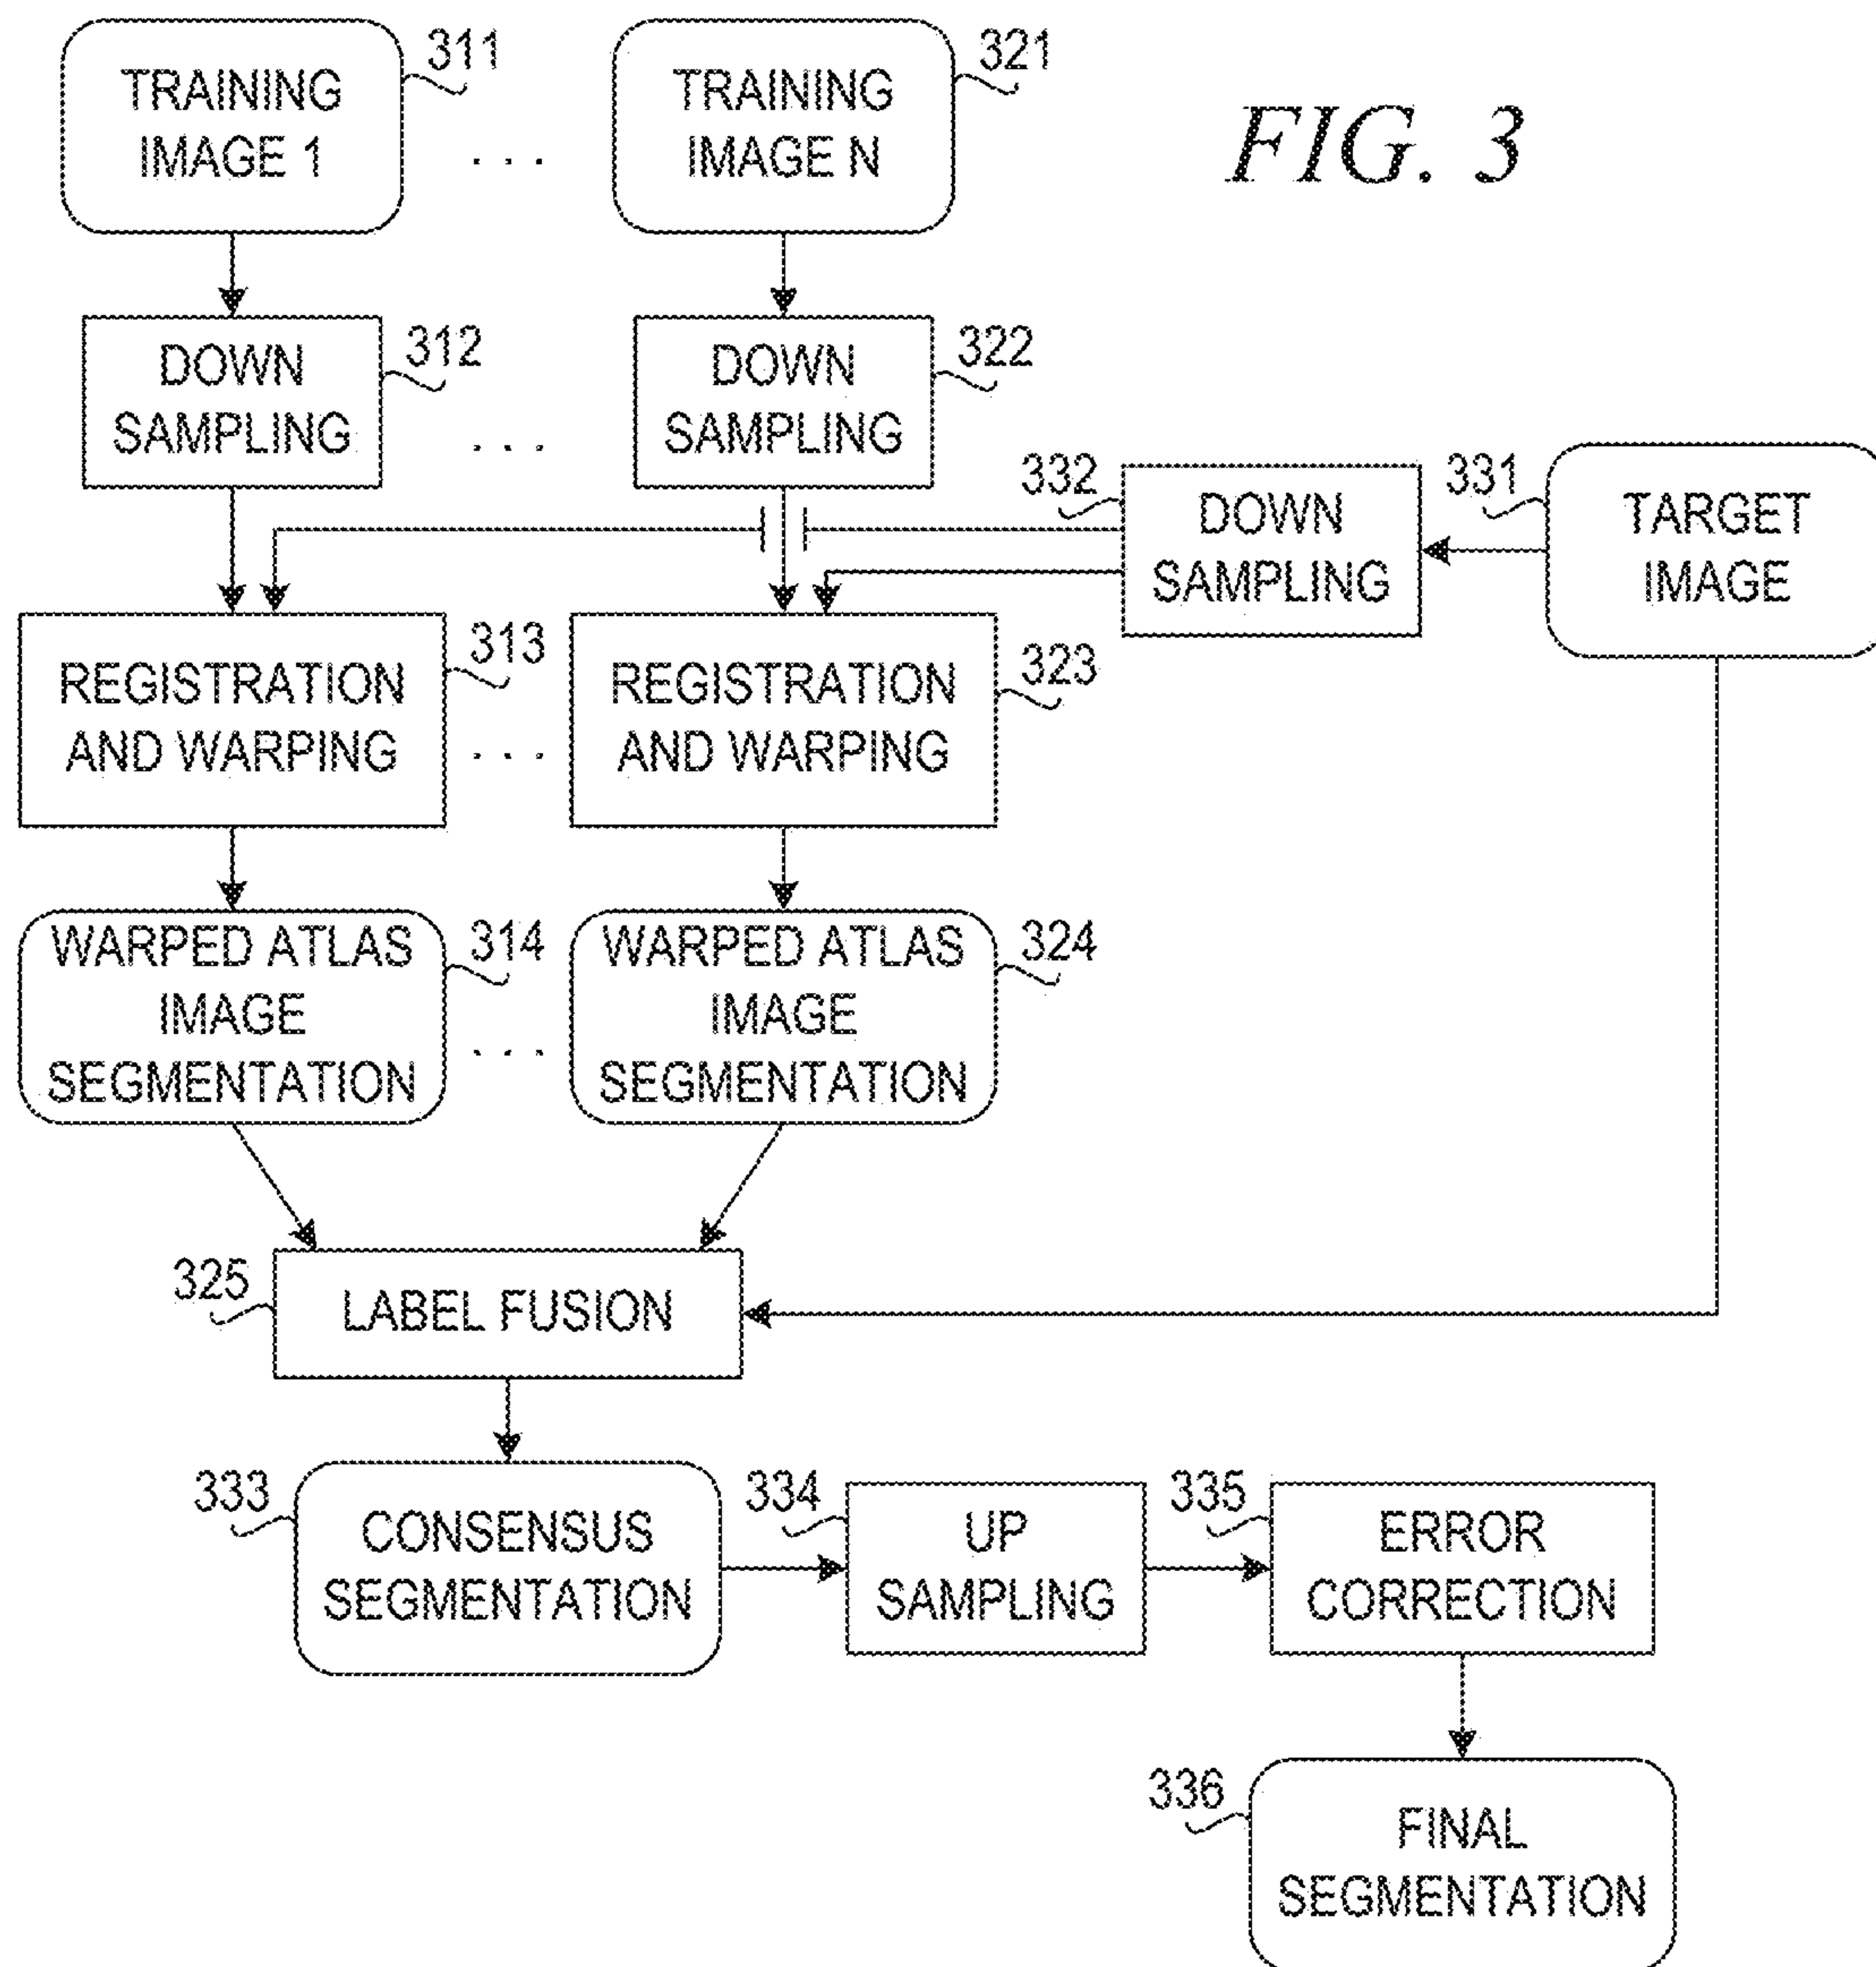 FIG. 3
311
TRAINING
IMAGE 1
. . .
321
TRAINING
IMAGE N
312
DOWN
SAMPLING
. . .
322
DOWN
SAMPLING
332
DOWN
SAMPLING
331
TARGET
IMAGE
313
REGISTRATION
AND WARPING
. . .
323
REGISTRATION
AND WARPING
314
WARPED ATLAS
IMAGE
SEGMENTATION
. . .
324
WARPED ATLAS
IMAGE
SEGMENTATION
325
LABEL FUSION
333
CONSENSUS
SEGMENTATION
334
UP
SAMPLING
335
ERROR
CORRECTION
336
FINAL
SEGMENTATION